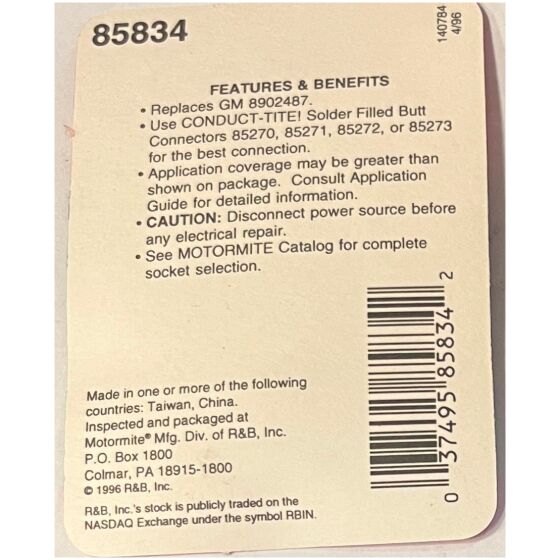 85834
140784
4/96
FEATURES & BENEFITS
• Replaces GM 8902487.
• Use CONDUCT-TITE! Solder Filled Butt
Connectors 85270, 85271, 85272, or 85273
for the best connection.
• Application coverage may be greater than
shown on package. Consult Application
Guide for detailed information.
• CAUTION: Disconnect power source before
any electrical repair.
• See MOTORMITE Catalog for complete
socket selection.
Made in one or more of the following
countries: Taiwan, China.
Inspected and packaged at
Motormite® Mfg. Div. of R&B, Inc.
P.O. Box 1800
Colmar, PA 18915-1800
© 1996 R&B, Inc.
R&B, Inc.'s stock is publicly traded on the
NASDAQ Exchange under the symbol RBIN.
0 37495 85834 2